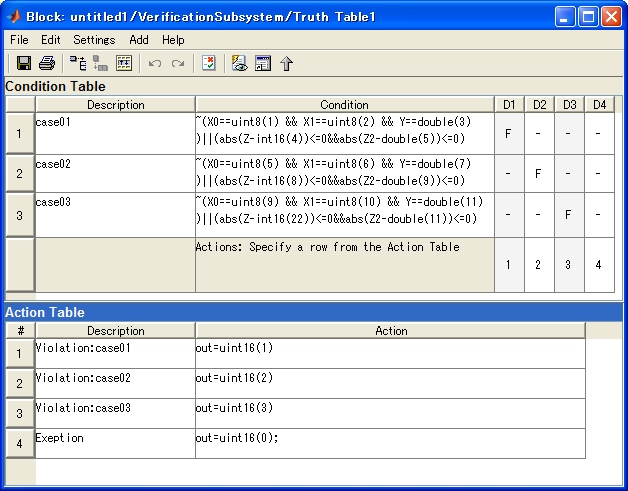 Block: untitled1/VerificationSubsystem/Truth Table1
File Edit Settings Add Help
Condition Table
Description Condition D1 D2 D3 D4
1 case01 ~(X0==uint8(1) && X1==uint8(2) && Y==double(3)
)||(abs(Z-int16(4))<=0&&abs(Z2-double(5))<=0) F - - -
2 case02 ~(X0==uint8(5) && X1==uint8(6) && Y==double(7)
)||(abs(Z-int16(8))<=0&&abs(Z2-double(9))<=0) - F - -
3 case03 ~(X0==uint8(9) && X1==uint8(10) && Y==double(11)
)||(abs(Z-int16(22))<=0&&abs(Z2-double(11))<=0) - - F -
Actions: Specify a row from the Action Table 1 2 3 4
Action Table
# Description Action
1 Violation:case01 out=uint16(1)
2 Violation:case02 out=uint16(2)
3 Violation:case03 out=uint16(3)
4 Exeption out=uint16(0);